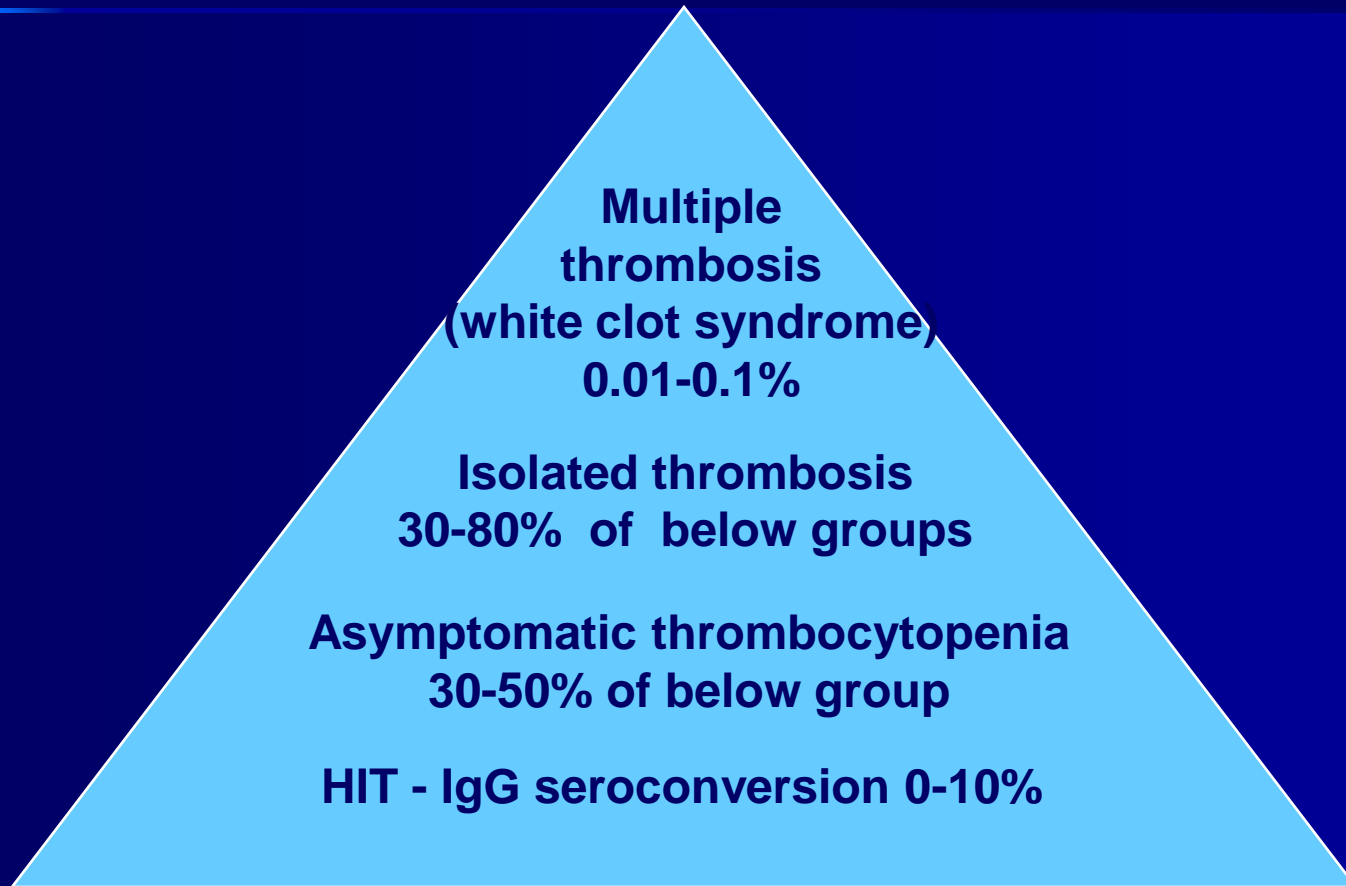 Multiple
thrombosis
(white clot syndrome)
0.01-0.1%
Isolated thrombosis
30-80% of below groups
Asymptomatic thrombocytopenia
30-50% of below group
HIT - IgG seroconversion 0-10%